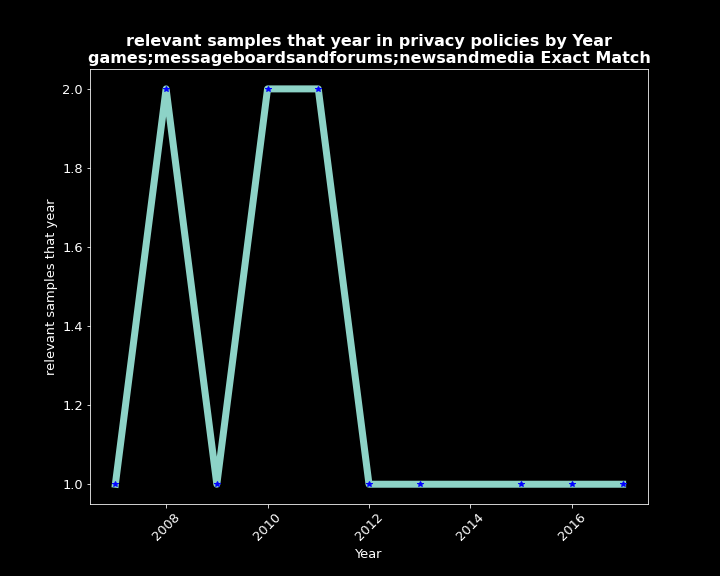 relevant samples that year in privacy policies by Year
games;messageboardsandforums;newsandmedia Exact Match
2.0
1.8
1.6
1.4
1.2
1.0
relevant samples that year
2008
2010
2012
2014
2016
Year